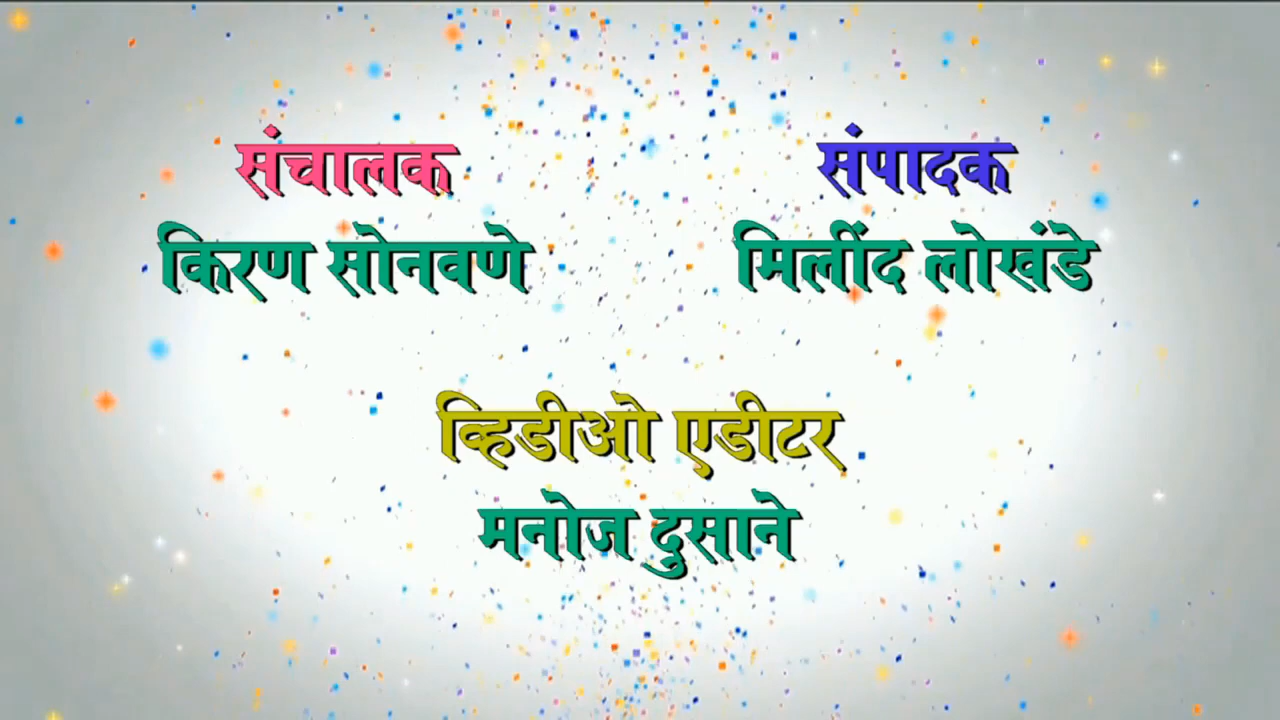 संचालक
किरण सोनवणे
संपादक
मिलींद लोखंडे
व्हिडीओ एडीटर
मनोज दुसाने